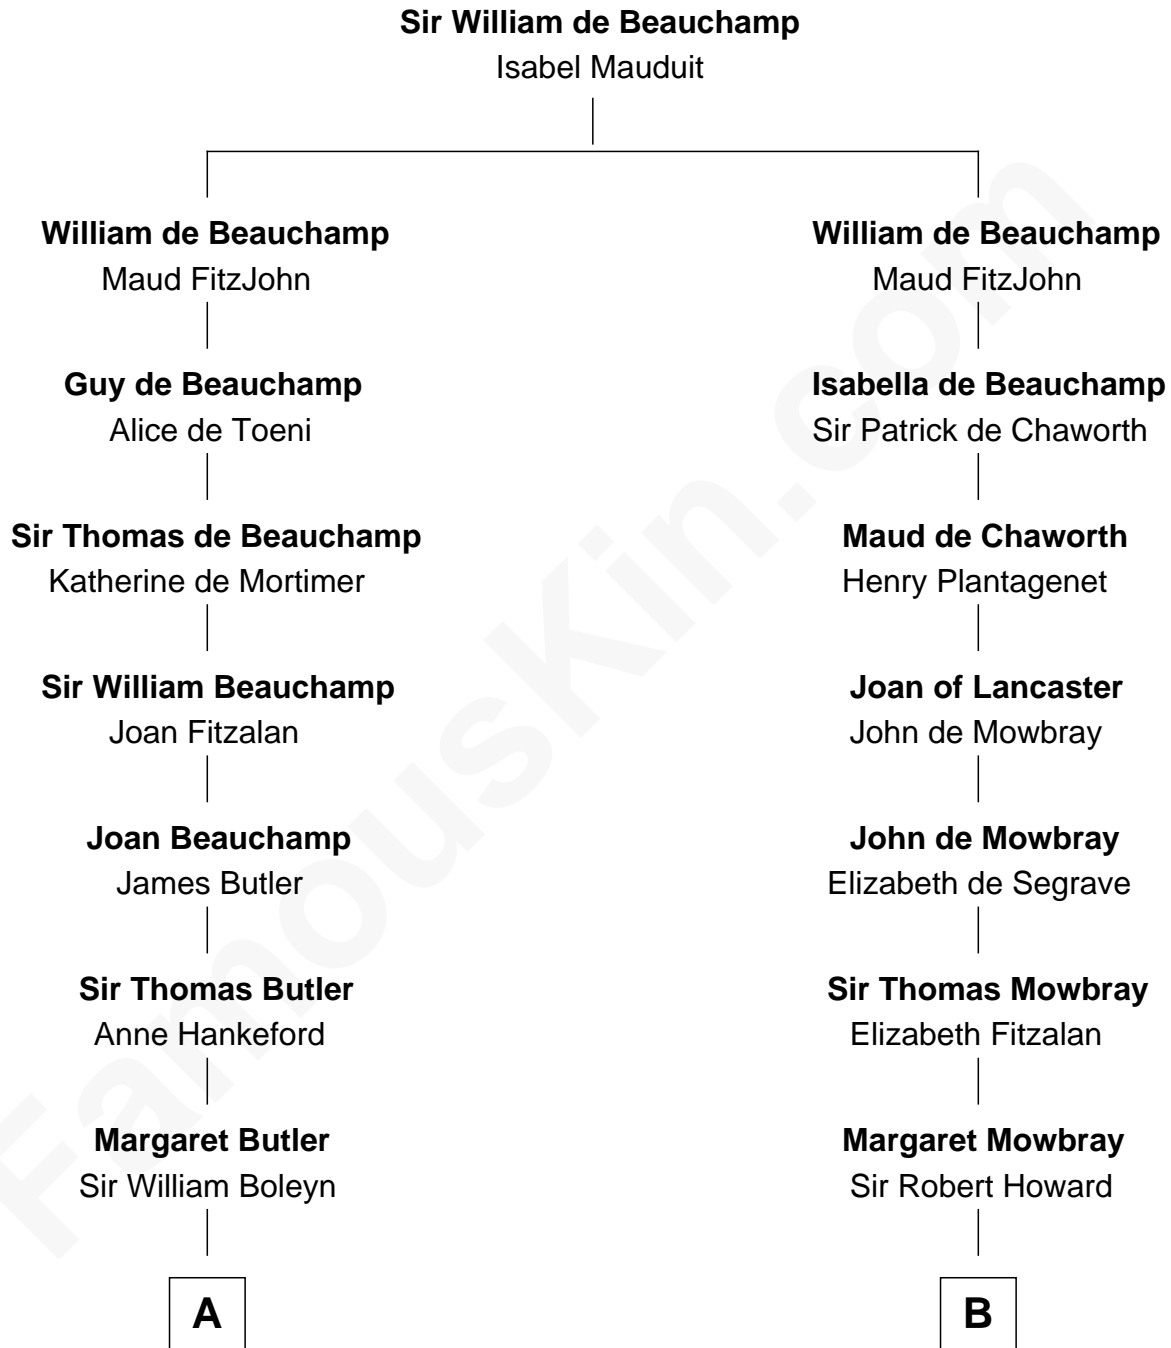 Sir William de Beauchamp
Isabel Mauduit
William de Beauchamp
Maud FitzJohn
William de Beauchamp
Maud FitzJohn
Guy de Beauchamp
Alice de Toeni
Isabella de Beauchamp
Sir Patrick de Chaworth
Sir Thomas de Beauchamp
Katherine de Mortimer
Maud de Chaworth
Henry Plantagenet
Sir William Beauchamp
Joan Fitzalan
Joan of Lancaster
John de Mowbray
Joan Beauchamp
James Butler
John de Mowbray
Elizabeth de Segrave
Sir Thomas Butler
Anne Hankeford
Sir Thomas Mowbray
Elizabeth Fitzalan
Margaret Butler
Sir William Boleyn
Margaret Mowbray
Sir Robert Howard
A
B
FamousKin.com